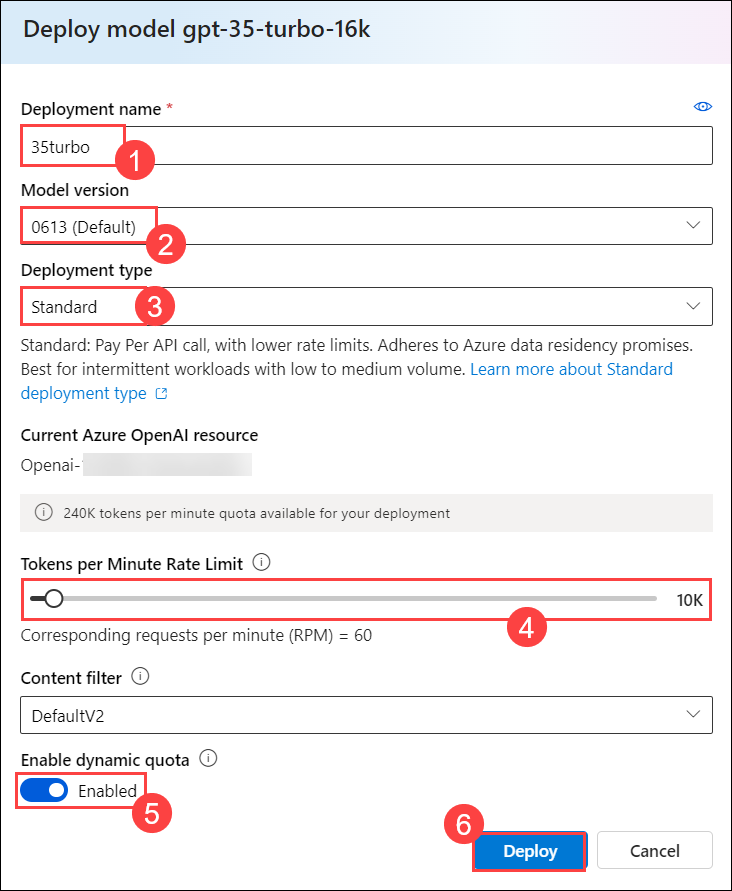 Deploy model gpt-35-turbo-16k
Deployment name *
35turbo
1
Model version
0613 (Default)
2
Deployment type
Standard
3
Standard: Pay Per API call, with lower rate limits. Adheres to Azure data residency promises.
Best for intermittent workloads with low to medium volume. Learn more about Standard
deployment type
Current Azure OpenAI resource
Openai-
240K tokens per minute quota available for your deployment
Tokens per Minute Rate Limit
10K
4
Corresponding requests per minute (RPM) = 60
Content filter
DefaultV2
Enable dynamic quota
Enabled
5
6
Deploy
Cancel